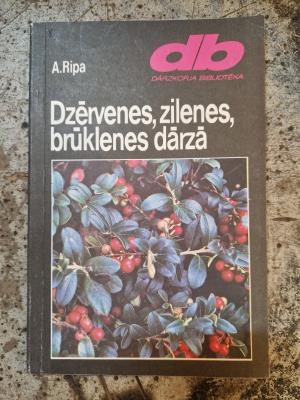 A.Ripa
db
DĀRZKOPJA BIBLIOTĒKA
Dzērvenes, zilenes,
brūklenes dārzā